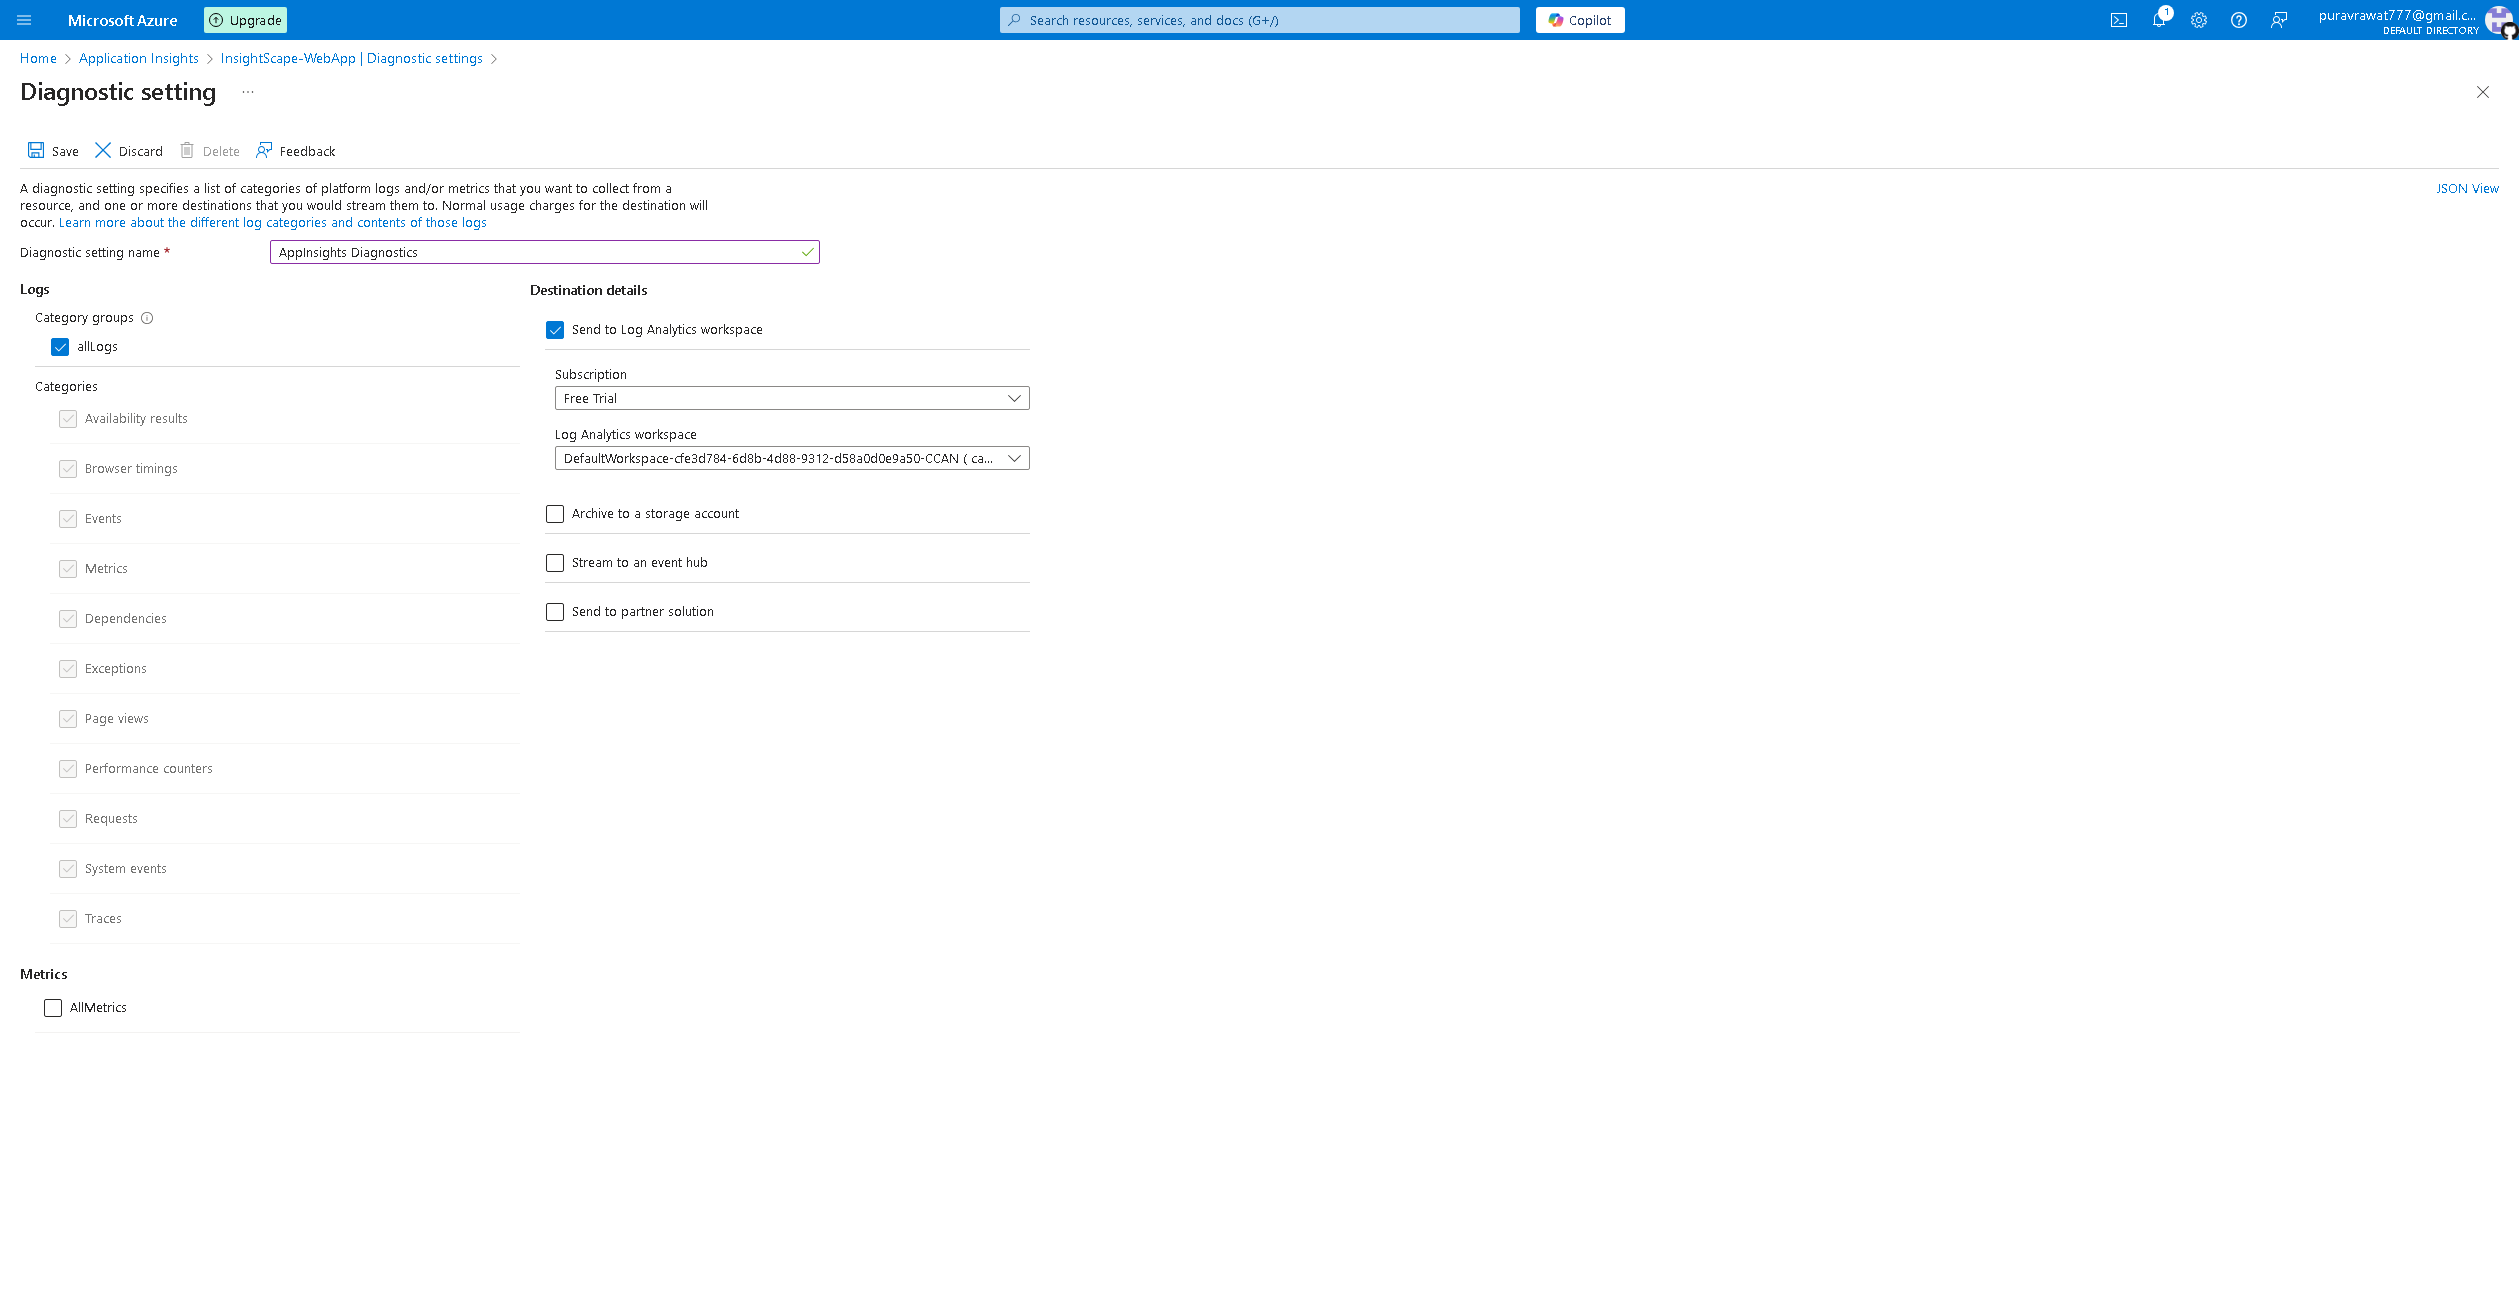 Microsoft Azure
Upgrade
Search resources, services, and docs (G+/)
Copilot
1
puravrawat777@gmail.c...
DEFAULT DIRECTORY
Home > Application Insights > InsightScape-WebApp | Diagnostic settings >
Diagnostic setting ...
Save
Discard
Delete
Feedback
A diagnostic setting specifies a list of categories of platform logs and/or metrics that you want to collect from a
resource, and one or more destinations that you would stream them to. Normal usage charges for the destination will
occur. Learn more about the different log categories and contents of those logs
JSON View
Diagnostic setting name *
AppInsights Diagnostics
Logs
Category groups
allLogs
Categories
Availability results
Browser timings
Events
Metrics
Dependencies
Exceptions
Page views
Performance counters
Requests
System events
Traces
Metrics
AllMetrics
Destination details
Send to Log Analytics workspace
Subscription
Free Trial
Log Analytics workspace
DefaultWorkspace-cfe3d784-6d8b-4d88-9312-d58a0d0e9a50-CCAN ( ca...
Archive to a storage account
Stream to an event hub
Send to partner solution